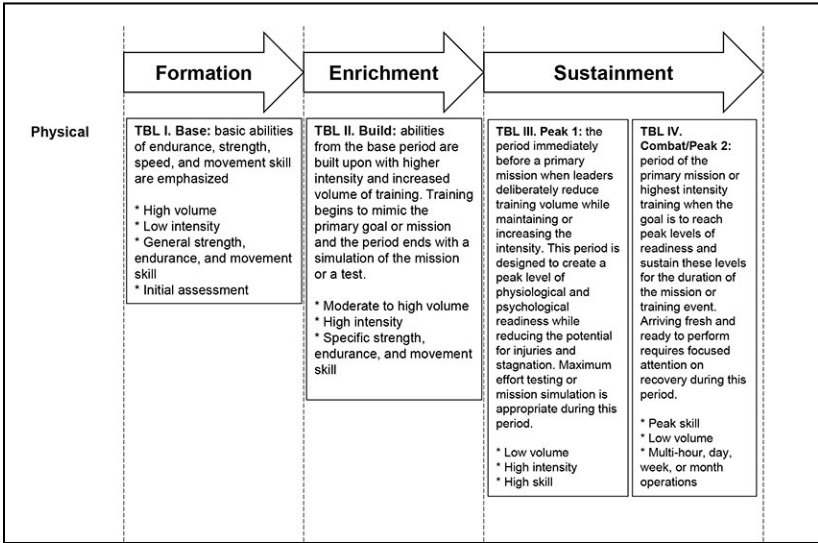 Formation
Enrichment
Sustainment
Physical
TBL I. Base: basic abilities
of endurance, strength,
speed, and movement skill
are emphasized
* High volume
* Low intensity
* General strength,
endurance, and movement
skill
* Initial assessment
TBL II. Build: abilities
from the base period are
built upon with higher
intensity and increased
volume of training. Training
begins to mimic the
primary goal or mission
and the period ends with a
simulation of the mission
or a test.
* Moderate to high volume
* High intensity
* Specific strength,
endurance, and movement
skill
TBL III. Peak 1: the
period immediately
before a primary
mission when leaders
deliberately reduce
training volume while
maintaining or
increasing the
intensity. This period is
designed to create a
peak level of
physiological and
psychological
readiness while
reducing the potential
for injuries and
stagnation. Maximum
effort testing or
mission simulation is
appropriate during this
period.
* Low volume
* High intensity
* High skill
TBL IV.
Combat/Peak 2:
period of the
primary mission or
highest intensity
training when the
goal is to reach
peak levels of
readiness and
sustain these levels
for the duration of
the mission or
training event.
Arriving fresh and
ready to perform
requires focused
attention on
recovery during this
period.
* Peak skill
* Low volume
* Multi-hour, day,
week, or month
operations